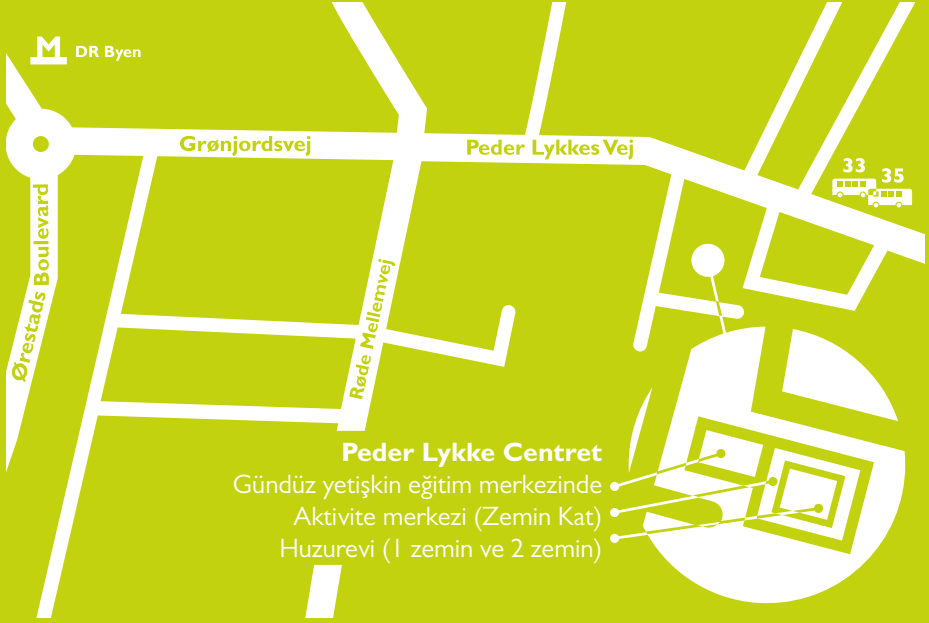 M DR Byen
Grønjordsvej
Peder Lykkes Vej
33
35
Ørestads Boulevard
Røde Mellemvej
Peder Lykke Centret
Gündüz yetişkin eğitim merkezinde
Aktivite merkezi (Zemin Kat)
Huzurevi (1 zemin ve 2 zemin)